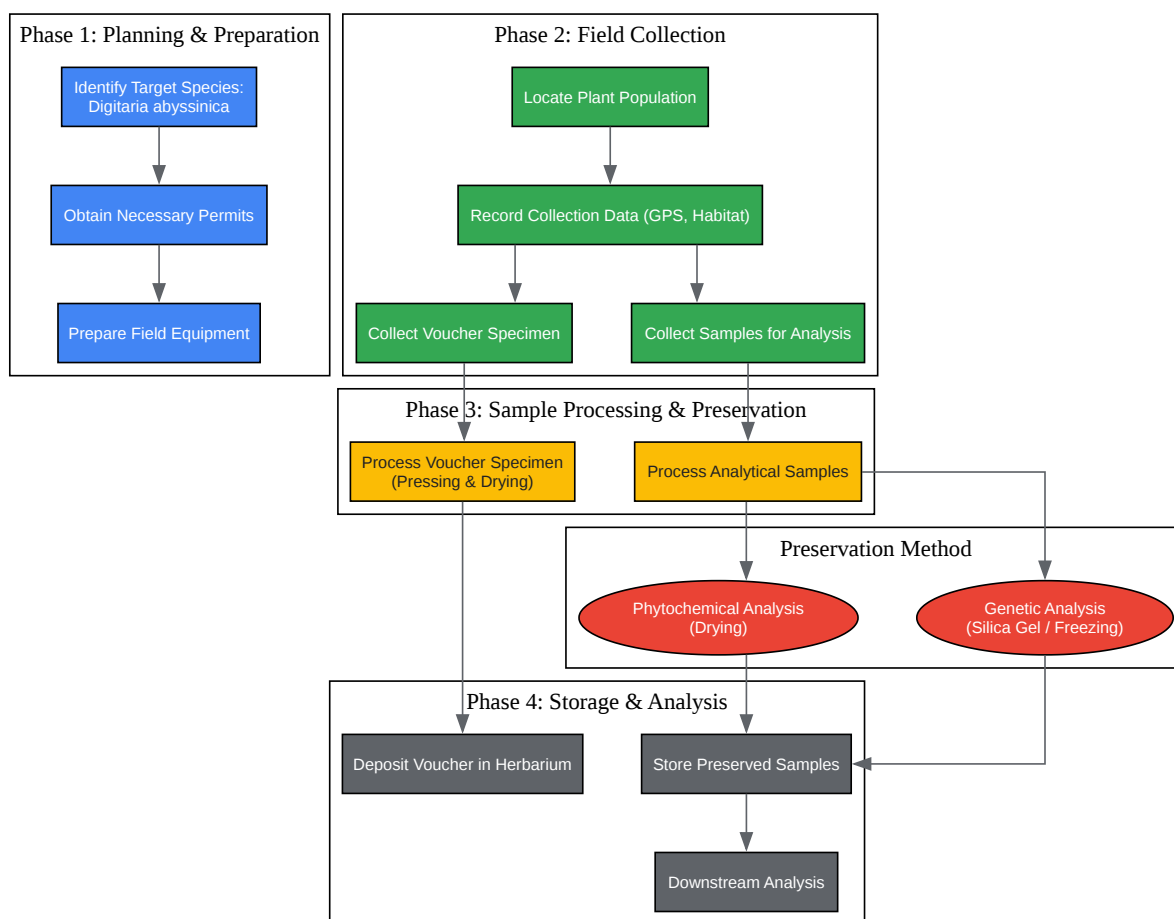 Phase 1: Planning & Preparation
Identify Target Species:
Digitaria abyssinica
Obtain Necessary Permits
Prepare Field Equipment
Phase 2: Field Collection
Locate Plant Population
Record Collection Data (GPS, Habitat)
Collect Voucher Specimen
Collect Samples for Analysis
Phase 3: Sample Processing & Preservation
Process Voucher Specimen
(Pressing & Drying)
Process Analytical Samples
Preservation Method
Phytochemical Analysis
(Drying)
Genetic Analysis
(Silica Gel / Freezing)
Phase 4: Storage & Analysis
Deposit Voucher in Herbarium
Store Preserved Samples
Downstream Analysis